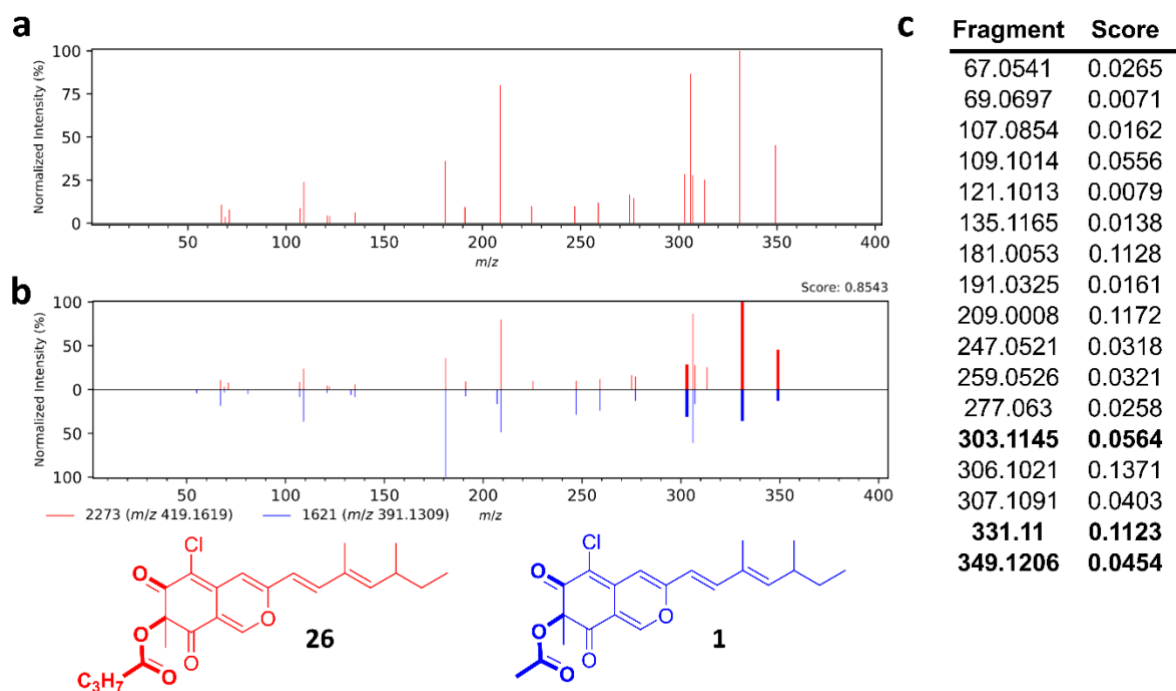 a
Normalized Intensity (%)
100
75
50
25
0
50 100 150 200 250 300 350 400
m/z
b
Score: 0.8543
Normalized Intensity (%)
100
50
0
50
100
50 100 150 200 250 300 350 400
2273 (m/z 419.1619) 1621 (m/z 391.1309) m/z
Cl
O
O
O
O
O
C₃H₇
26
Cl
O
O
O
O
O
1
c
Fragment Score
67.0541 0.0265
69.0697 0.0071
107.0854 0.0162
109.1014 0.0556
121.1013 0.0079
135.1165 0.0138
181.0053 0.1128
191.0325 0.0161
209.0008 0.1172
247.0521 0.0318
259.0526 0.0321
277.063 0.0258
303.1145 0.0564
306.1021 0.1371
307.1091 0.0403
331.11 0.1123
349.1206 0.0454